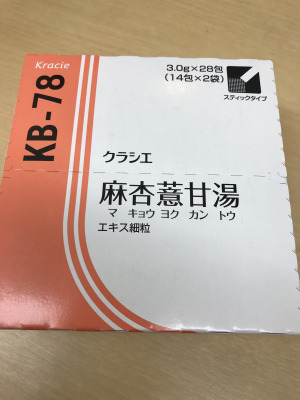 Kracie
KB-78
3.0g×28包
(14包×2袋)
スティックタイプ
クラシエ
麻杏薏甘湯
マ キョウ ヨク カン トウ
エキス細粒